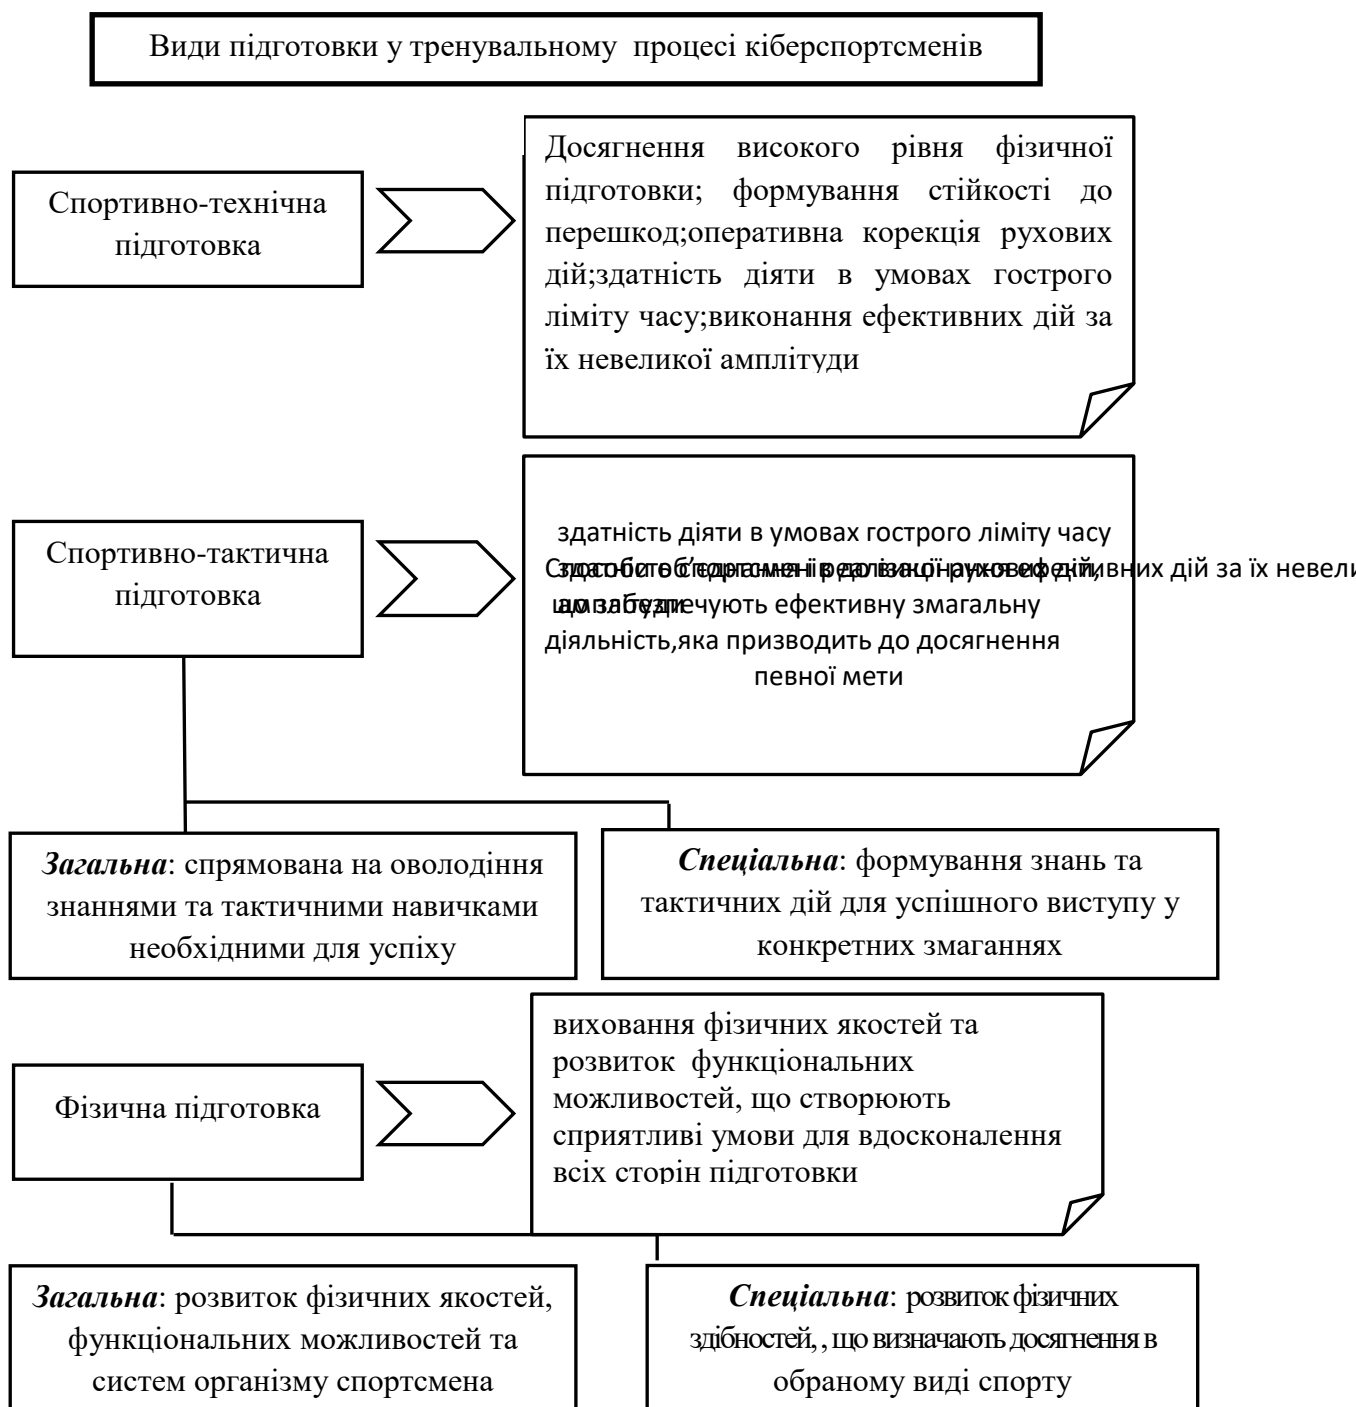 Види підготовки у тренувальному процесі кіберспортсменів
Спортивно-технічна
підготовка
Досягнення високого рівня фізичної
підготовки; формування стійкості до
перешкод;оперативна корекція рухових
дій;здатність діяти в умовах гострого
ліміту часу;виконання ефективних дій за
їх невеликої амплітуди
Спортивно-тактична
підготовка
здатність діяти в умовах гострого ліміту часу
дій за їх невели
ефективну змагальну
діяльність,яка призводить до досягнення
певної мети
Загальна: спрямована на оволодіння
знаннями та тактичними навичками
необхідними для успіху
Спеціальна: формування знань та
тактичних дій для успішного виступу у
конкретних змаганнях
Фізична підготовка
виховання фізичних якостей та
розвиток функціональних
можливостей, що створюють
сприятливі умови для вдосконалення
всіх сторін підготовки
Загальна: розвиток фізичних якостей,
функціональних можливостей та
систем організму спортсмена
Спеціальна: розвиток фізичних
здібностей, , що визначають досягнення в
обраному виді спорту